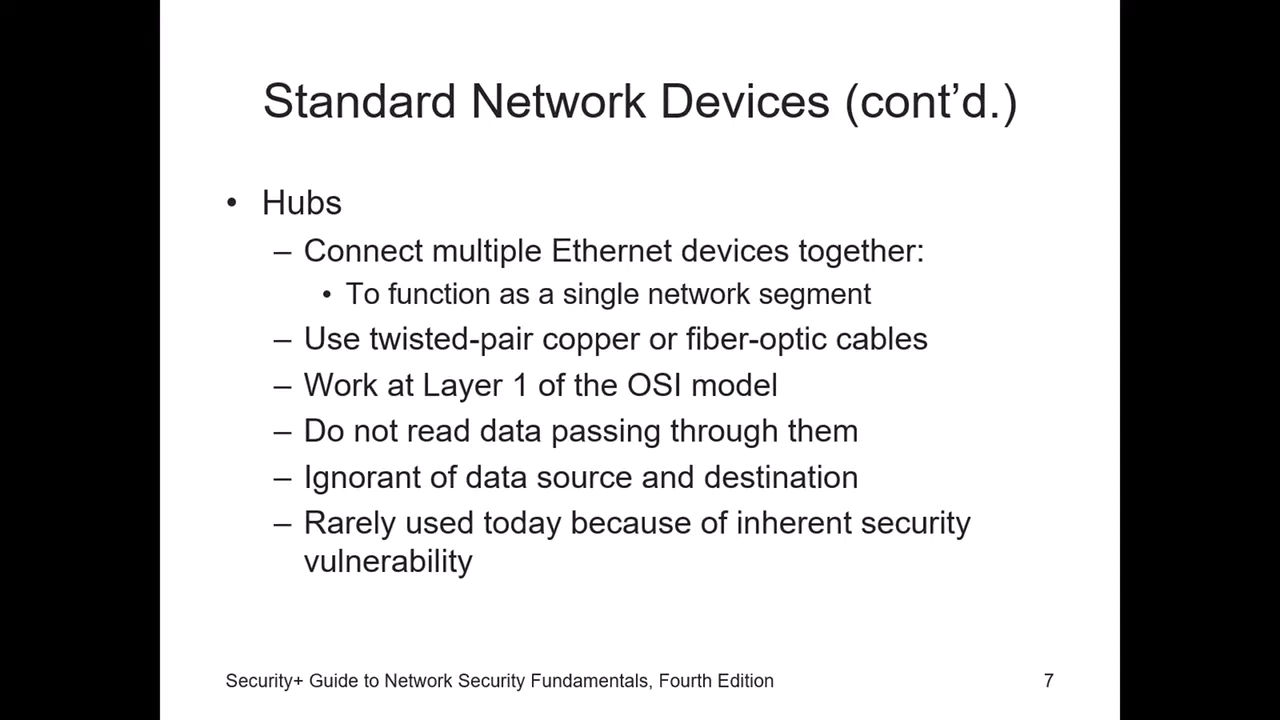 Standard Network Devices (cont’d.)
• Hubs
– Connect multiple Ethernet devices together:
• To function as a single network segment
– Use twisted-pair copper or fiber-optic cables
– Work at Layer 1 of the OSI model
– Do not read data passing through them
– Ignorant of data source and destination
– Rarely used today because of inherent security
vulnerability
Security+ Guide to Network Security Fundamentals, Fourth Edition
7